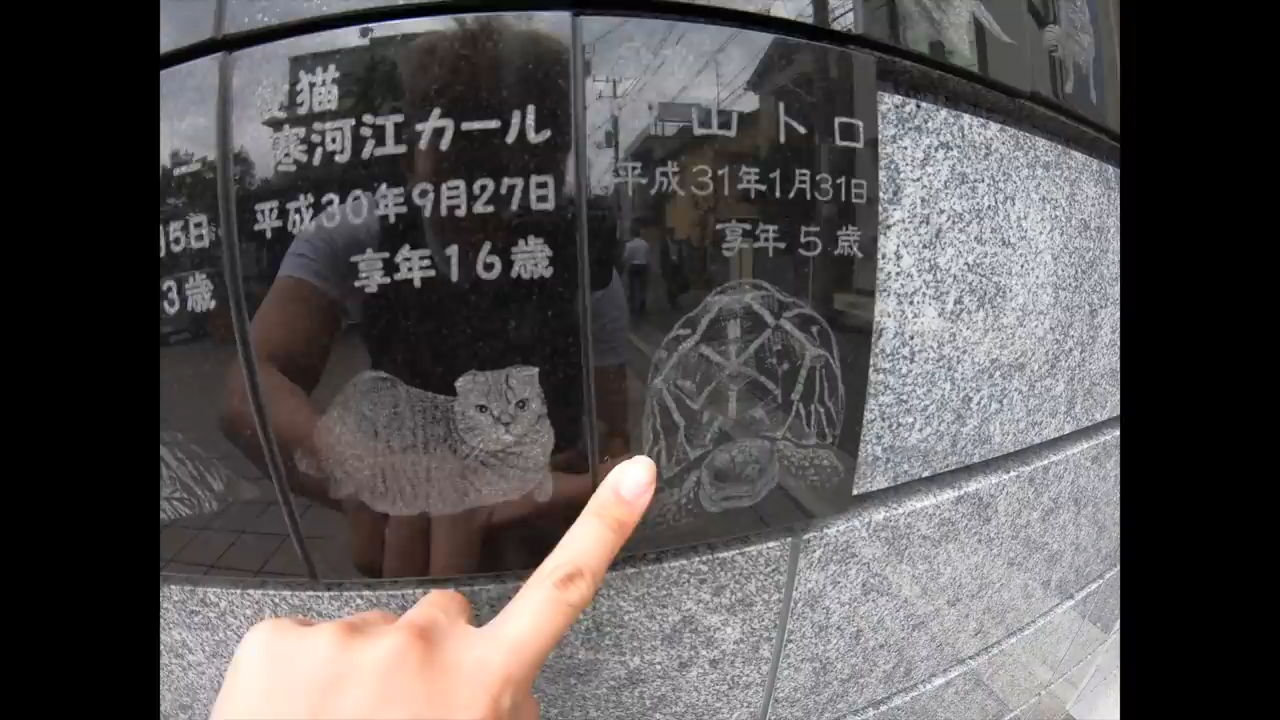 愛猫
寒河江カール
平成30年9月27日
享年16歳
山トロ
平成31年1月31日
享年5歳
月5日
3歳